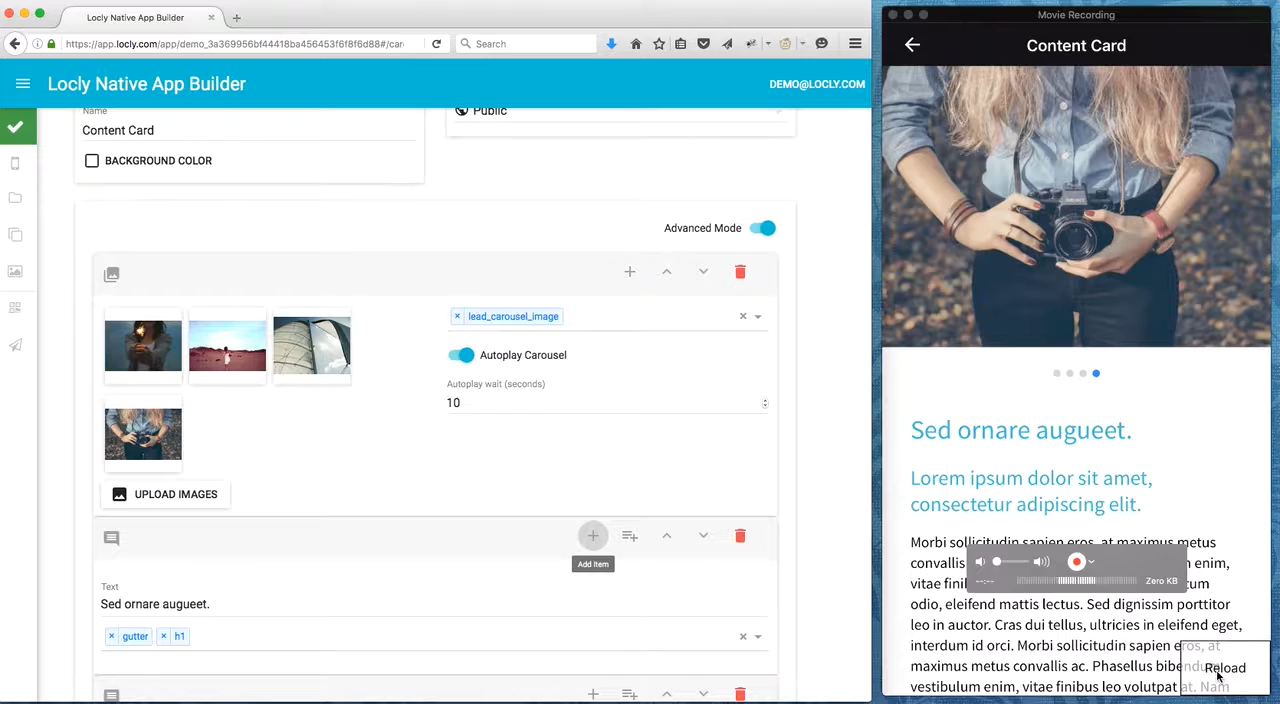 Locly Native App Builder
https://app.locly.com/app/demo_3a369956bf44418ba456453f6f8f6d88#/car
Search
Locly Native App Builder
DEMO@LOCLY.COM
Name
Content Card
Public
BACKGROUND COLOR
Advanced Mode
× lead_carousel_image
Autoplay Carousel
Autoplay wait (seconds)
10
UPLOAD IMAGES
Add Item
Text
Sed ornare augueet.
× gutter × h1
Movie Recording
Content Card
Sed ornare augueet.
Lorem ipsum dolor sit amet,
consectetur adipiscing elit.
Morbi sollicitudin sapien eros, at maximus metus
convallis enim,
vitae tum
odio, eleifend mattis lectus. Sed dignissim porttitor
leo in auctor. Cras dui tellus, ultricies in eleifend eget,
interdum id orci. Morbi sollicitudin sapien eros, at
maximus metus convallis ac. Phasellus bibendum
vestibulum enim, vitae finibus leo volutpat at. Nam
--:--
Zero KB
Reload